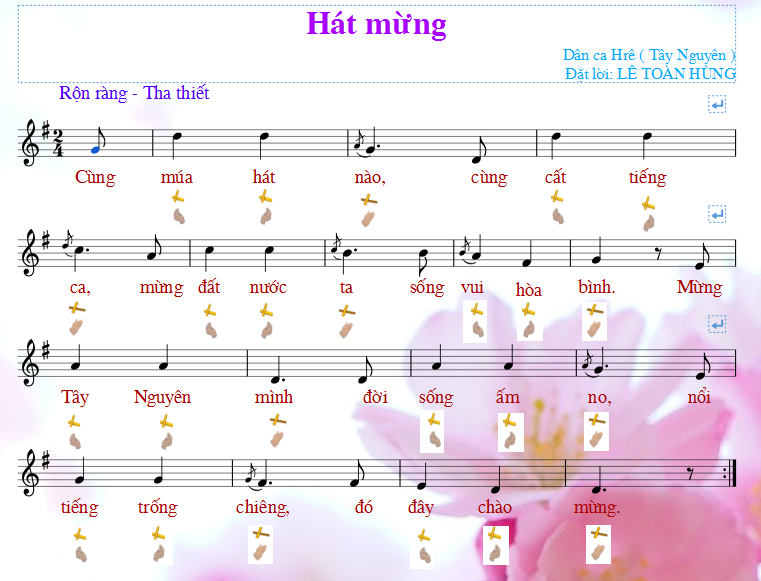 Hát mừng
Dân ca Hrê ( Tây Nguyên )
Đặt lời: LÊ TOÀN HÙNG
Rộn ràng - Tha thiết
2
4
Cùng múa hát nào, cùng cất tiếng
ca, mừng đất nước ta sống vui hòa bình. Mừng
Tây Nguyên mình đời sống ấm no, nổi
tiếng trống chiêng, đó đây chào mừng.